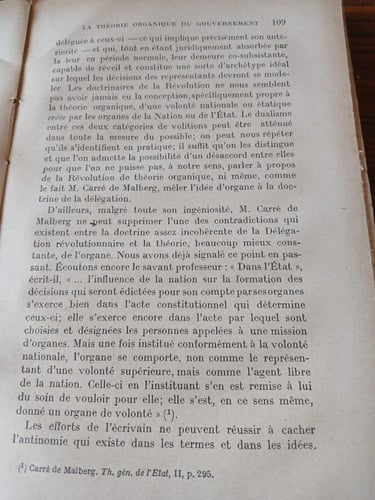 LA THÉORIE ORGANIQUE DU GOUVERNEMENT 109
déléguée à ceux-ci — ce qui implique précisément son anté-
riorité — et qui, tout en étant juridiquement absorbée par
la leur en période normale, leur demeure co-subsistante,
capable de réveil et constitue une sorte d'archétype idéal
sur lequel les décisions des représentants devront se mode-
ler. Les doctrinaires de la Révolution ne nous semblent
pas avoir jamais eu la conception, spécifiquement propre à
la théorie organique, d'une volonté nationale ou étatique
créée par les organes de la Nation ou de l'État. Le dualisme
entre ces deux catégories de volitions peut être atténué
dans toute la mesure du possible; on peut nous répéter
qu'ils s'identifient en pratique; il suffit qu'on les distingue
et que l'on admette la possibilité d'un désaccord entre elles
pour que l'on ne puisse pas, à notre sens, parler à propos
de la Révolution de théorie organique, ni même, comme
le fait M. Carré de Malberg, mêler l'idée d'organe à la doc-
trine de la délégation.
D'ailleurs, malgré toute son ingéniosité, M. Carré de
Malberg ne peut supprimer l'une des contradictions qui
existent entre la doctrine assez incohérente de la Déléga-
tion révolutionnaire et la théorie, beaucoup mieux cons-
tante, de l'organe. Nous avons déjà signalé ce point en pas-
sant. Écoutons encore le savant professeur : « Dans l'État »,
écrit-il, « ... l'influence de la nation sur la formation des
décisions qui seront édictées pour son compte par ses organes
s'exerce bien dans l'acte constitutionnel qui détermine
ceux-ci; elle s'exerce encore dans l'acte par lequel sont
choisies et désignées les personnes appelées à une mission
d'organes. Mais une fois institué conformément à la volonté
nationale, l'organe se comporte, non comme le représen-
tant d'une volonté supérieure, mais comme l'agent libre
de la nation. Celle-ci en l'instituant s'en est remise à lui
du soin de vouloir pour elle; elle s'est, en ce sens même,
donné un organe de volonté » (¹).
Les efforts de l'écrivain ne peuvent réussir à cacher
l'antinomie qui existe dans les termes et dans les idées.
(¹) Carré de Malberg. Th. gén. de l'Etat, II, p. 295.